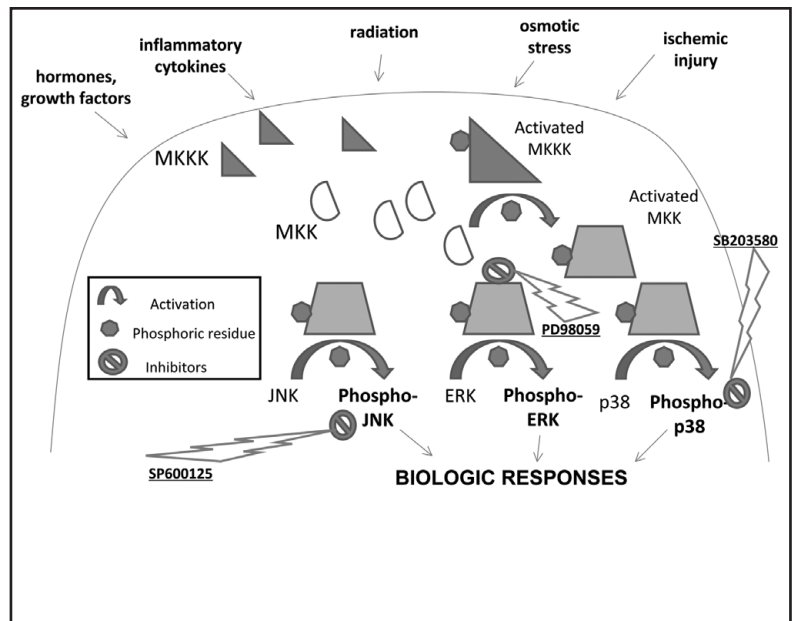 hormones,
growth factors
inflammatory
cytokines
radiation
osmotic
stress
ischemic
injury
MKKK
Activated
MKKK
MKK
Activated
MKK
SB203580
PD98059
Activation
Phosphoric residue
Inhibitors
JNK
Phospho-
JNK
ERK
Phospho-
ERK
p38
Phospho-
p38
SP600125
BIOLOGIC RESPONSES